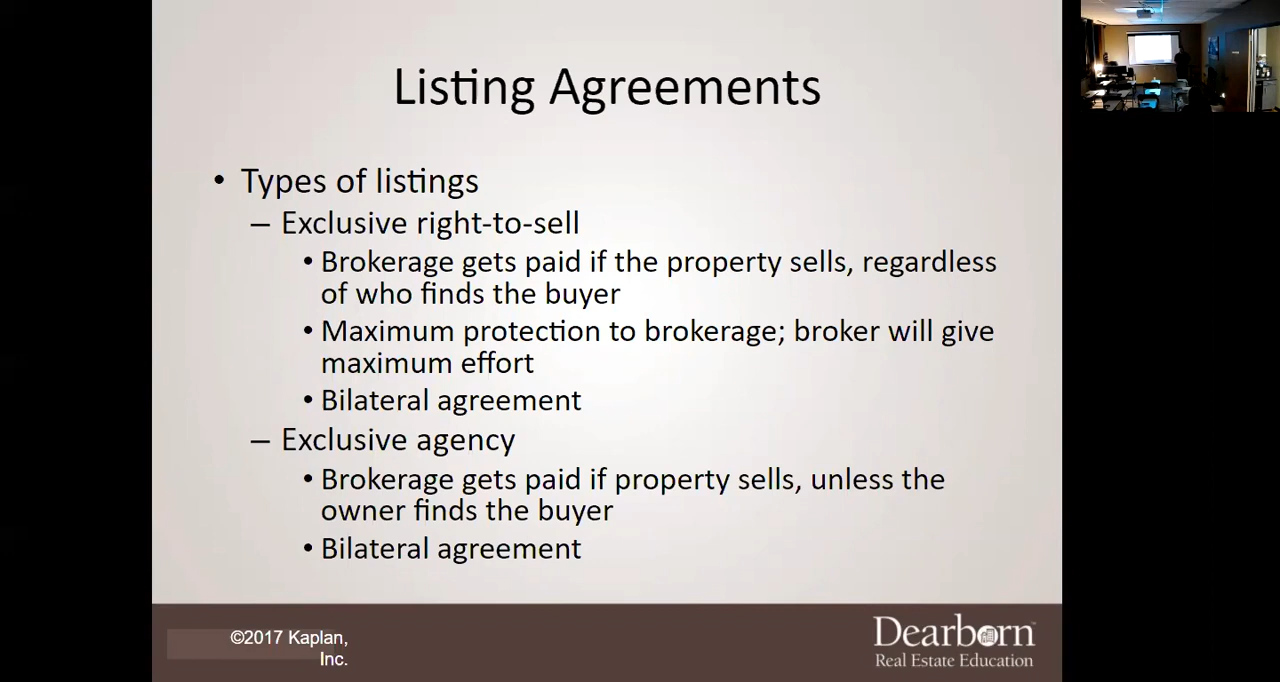 Listing Agreements
• Types of listings
– Exclusive right-to-sell
• Brokerage gets paid if the property sells, regardless
of who finds the buyer
• Maximum protection to brokerage; broker will give
maximum effort
• Bilateral agreement
– Exclusive agency
• Brokerage gets paid if property sells, unless the
owner finds the buyer
• Bilateral agreement
©2017 Kaplan,
Inc.
Dearborn™
Real Estate Education